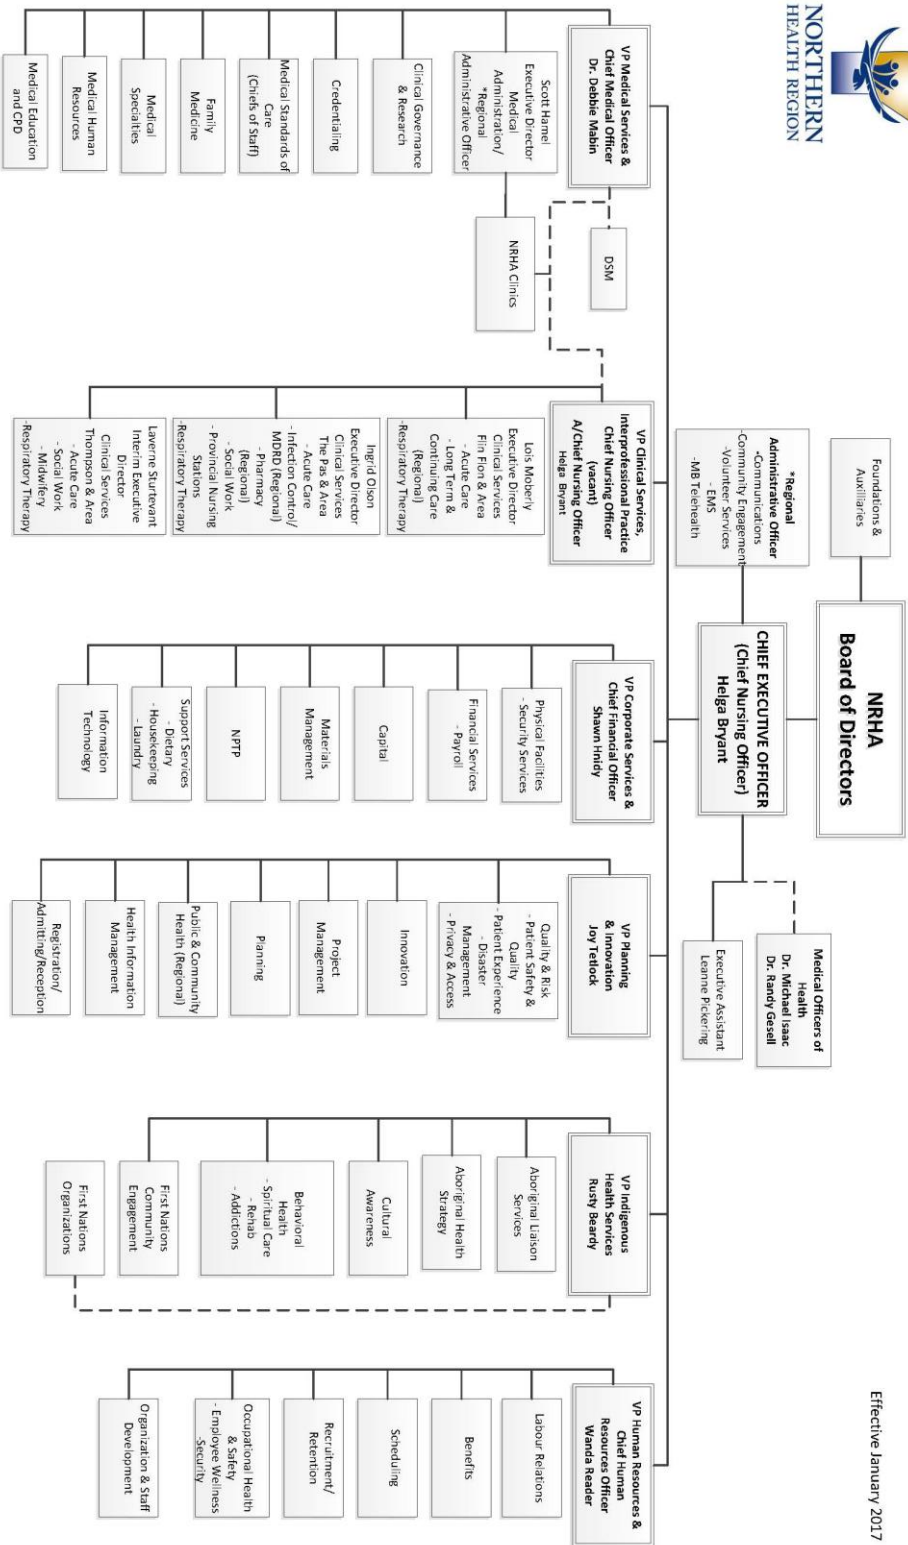 NORTHERN
HEALTH REGION
Effective January 2017
Foundations &
Auxiliaries
NRHA
Board of Directors
*Regional
Administrative Officer
-Communications
-Community Engagement
-Volunteer Services
- EMS
-MB Telehealth
CHIEF EXECUTIVE OFFICER
(Chief Nursing Officer)
Helga Bryant
Medical Officers of
Health
Dr. Michael Isaac
Dr. Randy Gesell
Executive Assistant
Leanne Pickering
VP Medical Services &
Chief Medical Officer
Dr. Debbie Mabin
DSM
NRHA Clinics
Scott Hamel
Executive Director
Medical
Administration/
*Regional
Administrative Officer
Clinical Governance
& Research
Credentialing
Medical Standards of
Care
(Chiefs of Staff)
Family
Medicine
Medical
Specialties
Medical Human
Resources
Medical Education
and CPD
VP Clinical Services,
Interprofessional Practice
Chief Nursing Officer
(vacant)
A/Chief Nursing Officer
Helga Bryant
Lois Moberly
Executive Director
Clinical Services
Flin Flon & Area
- Acute Care
- Long Term &
Continuing Care
(Regional)
-Respiratory Therapy
Ingrid Olson
Executive Director
Clinical Services
The Pas & Area
- Acute Care
- Infection Control/
MDRD (Regional)
- Pharmacy
(Regional)
- Social Work
- Provincial Nursing
Stations
-Respiratory Therapy
Laverne Sturtevant
Interim Executive
Director
Clinical Services
Thompson & Area
- Acute Care
- Social Work
- Midwifery
-Respiratory Therapy
VP Corporate Services &
Chief Financial Officer
Shawn Hnidy
Physical Facilities
- Security Services
Financial Services
- Payroll
Capital
Materials
Management
NPTP
Support Services
- Dietary
- Housekeeping
- Laundry
Information
Technology
VP Planning
& Innovation
Joy Tetlock
Quality & Risk
- Patient Safety &
Quality
- Patient Experience
- Disaster
Management
- Privacy & Access
Innovation
Project
Management
Planning
Public & Community
Health (Regional)
Health Information
Management
Registration/
Admitting/Reception
VP Indigenous
Health Services
Rusty Beardy
Aboriginal Liaison
Services
Aboriginal Health
Strategy
Cultural
Awareness
Behavioral
Health
- Spiritual Care
- Rehab
- Addictions
First Nations
Community
Engagement
First Nations
Organizations
VP Human Resources &
Chief Human
Resources Officer
Wanda Reader
Labour Relations
Benefits
Scheduling
Recruitment/
Retention
Occupational Health
& Safety
- Employee Wellness
-Security
Organization & Staff
Development